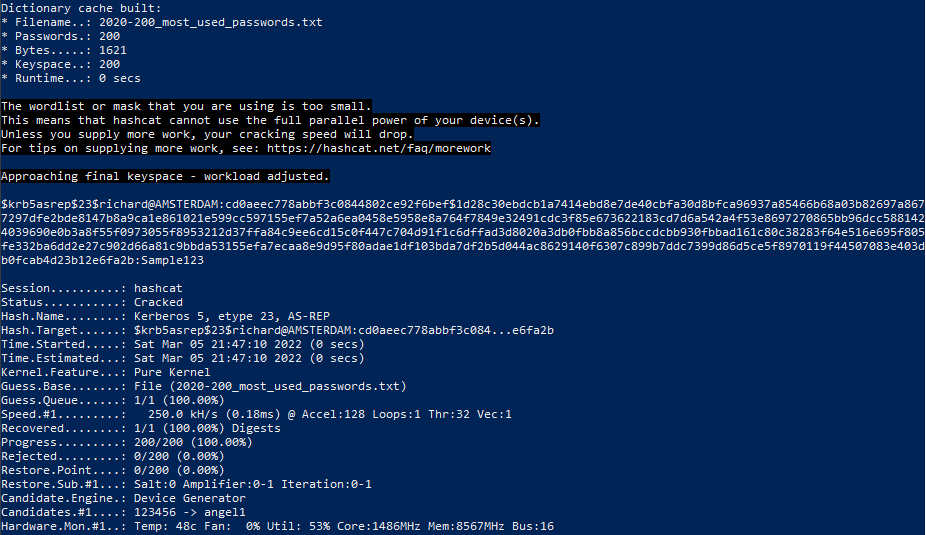 Dictionary cache built:
* Filename..: 2020-200_most_used_passwords.txt
* Passwords.: 200
* Bytes.....: 1621
* Keyspace..: 200
* Runtime...: 0 secs
The wordlist or mask that you are using is too small.
This means that hashcat cannot use the full parallel power of your device(s).
Unless you supply more work, your cracking speed will drop.
For tips on supplying more work, see: https://hashcat.net/faq/morework
Approaching final keyspace - workload adjusted.
$krb5asrep$23$richard@AMSTERDAM:cd0aeec778abbf3c0844802ce92f6bef$1d28c30ebdcb1a7414ebd8e7de40cbfa30d8bfca96937a85466b68a03b82697a867
7297dfe2bde8147b8a9ca1e861021e599cc597155ef7a52a6ea0458e5958e8a764f7849e32491cdc3f85e673622183cd7d6a542a4f53e8697270865bb96dcc588142
4039690e0b3a8f55f0973055f8953212d37ffa84c9ee6cd15c0f447c704d91f1c6dffad3d8020a3db0fbb8a856bccdcbb930fbbad161c80c38283f64e516e695f805
fe332ba6dd2e27c902d66a81c9bbda53155efa7ecaa8e9d95f80adae1df103bda7df2b5d044ac8629140f6307c899b7ddc7399d86d5ce5f8970119f44507083e403d
b0fcab4d23b12e6fa2b:Sample123
Session..........: hashcat
Status...........: Cracked
Hash.Name........: Kerberos 5, etype 23, AS-REP
Hash.Target......: $krb5asrep$23$richard@AMSTERDAM:cd0aeec778abbf3c084...e6fa2b
Time.Started.....: Sat Mar 05 21:47:10 2022 (0 secs)
Time.Estimated...: Sat Mar 05 21:47:10 2022 (0 secs)
Kernel.Feature...: Pure Kernel
Guess.Base.......: File (2020-200_most_used_passwords.txt)
Guess.Queue......: 1/1 (100.00%)
Speed.#1.........:   250.0 kH/s (0.18ms) @ Accel:128 Loops:1 Thr:32 Vec:1
Recovered........: 1/1 (100.00%) Digests
Progress.........: 200/200 (100.00%)
Rejected.........: 0/200 (0.00%)
Restore.Point....: 0/200 (0.00%)
Restore.Sub.#1...: Salt:0 Amplifier:0-1 Iteration:0-1
Candidate.Engine.: Device Generator
Candidates.#1....: 123456 -> angel1
Hardware.Mon.#1..: Temp: 48c Fan:  0% Util: 53% Core:1486MHz Mem:8567MHz Bus:16